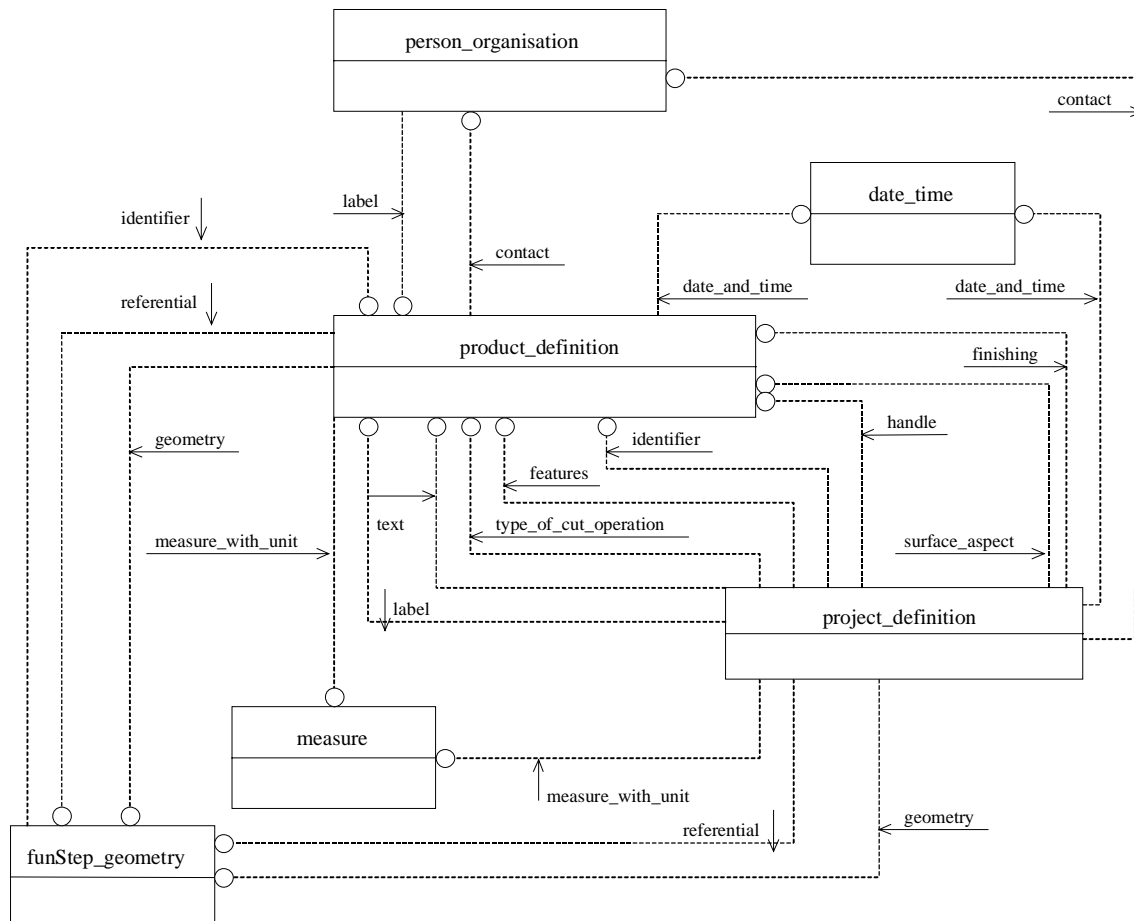 person_organisation
contact
date_time
label
identifier
contact
date_and_time
date_and_time
referential
product_definition
finishing
handle
geometry
identifier
features
text
type_of_cut_operation
measure_with_unit
surface_aspect
label
project_definition
measure
measure_with_unit
geometry
referential
funStep_geometry